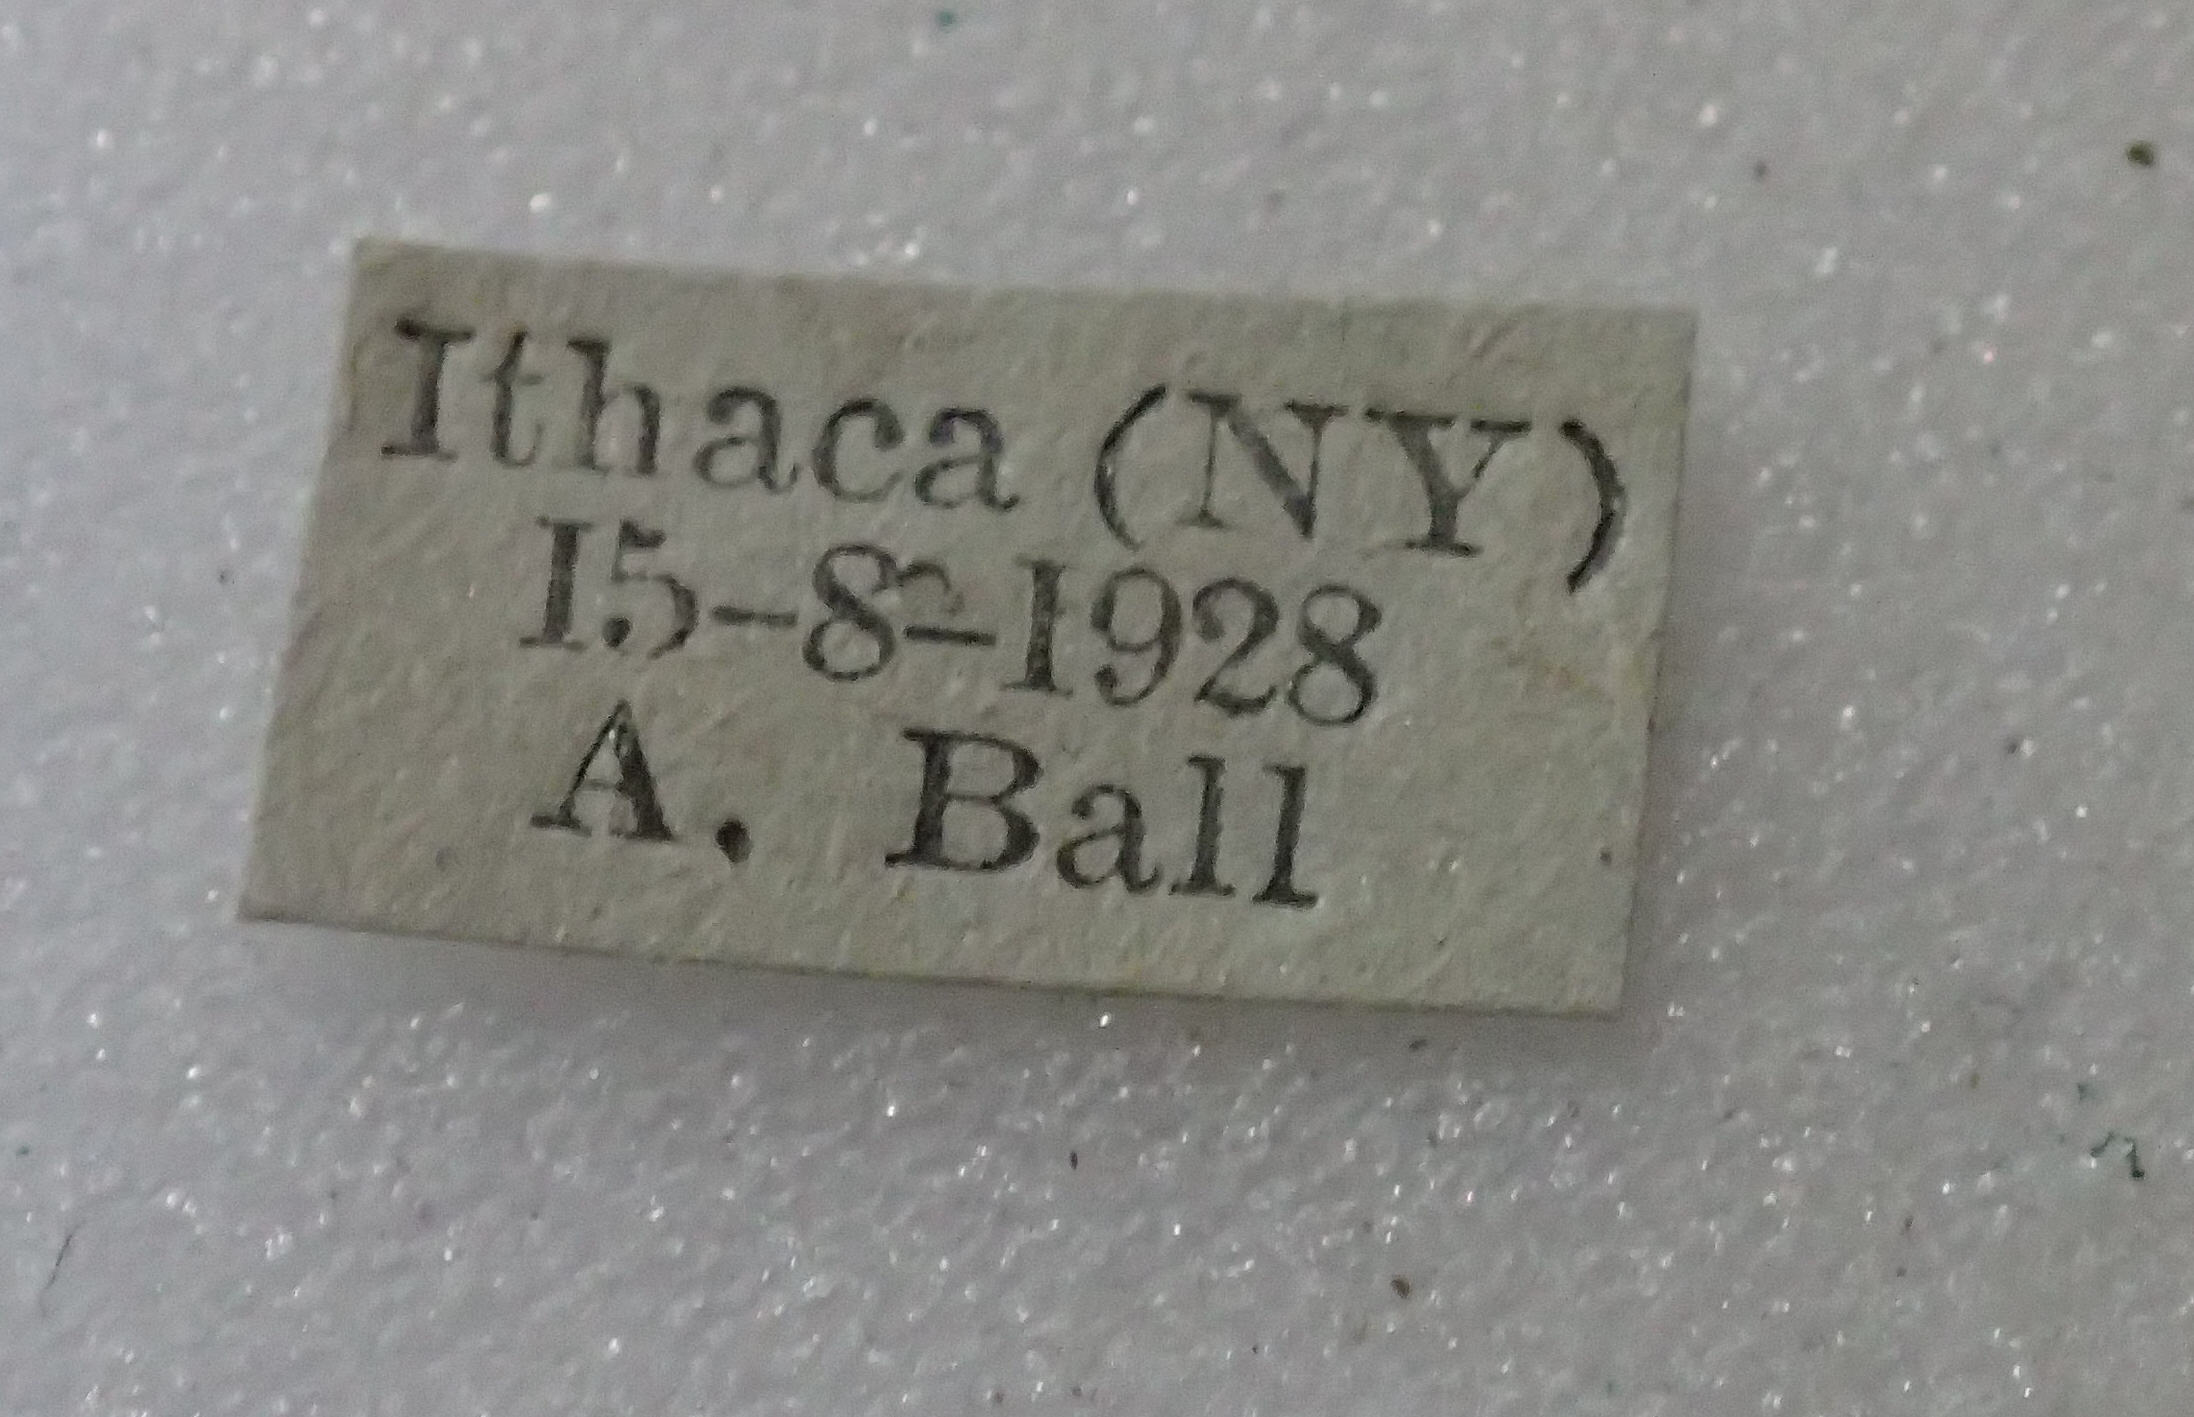 Ithaca (NY)
15-8-1928
A. Ball